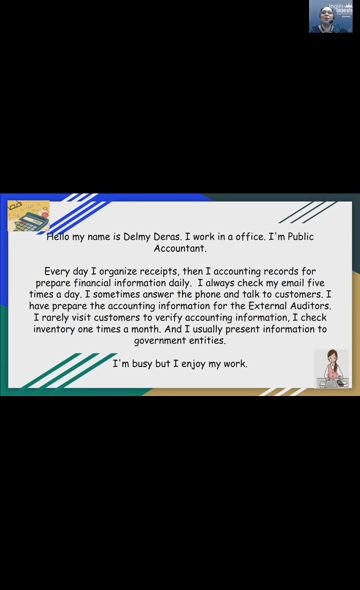 Hello my name is Delmy Deras. I work in a office. I'm Public
Accountant.
Every day I organize receipts, then I accounting records for
prepare financial information daily. I always check my email five
times a day. I sometimes answer the phone and talk to customers. I
have prepare the accounting information for the External Auditors.
I rarely visit customers to verify accounting information, I check
inventory one times a month. And I usually present information to
government entities.
I'm busy but I enjoy my work.